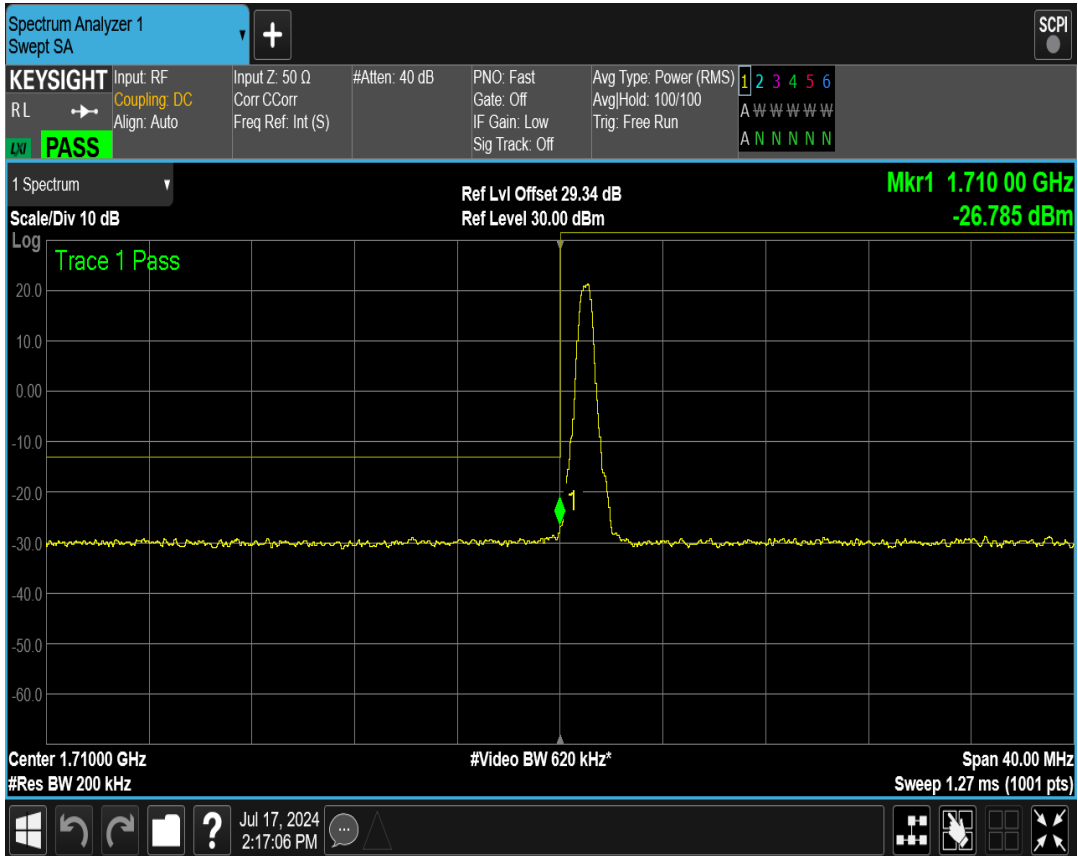 Spectrum Analyzer 1
Swept SA
+
SCPI
KEYSIGHT
R L
LXI PASS
Input: RF
Coupling: DC
Align: Auto
Input Z: 50 Ω
Corr CCorr
Freq Ref: Int (S)
#Atten: 40 dB
PNO: Fast
Gate: Off
IF Gain: Low
Sig Track: Off
Avg Type: Power (RMS)
Avg|Hold: 100/100
Trig: Free Run
1 2 3 4 5 6
A W W W W W
A N N N N N
1 Spectrum
Scale/Div 10 dB
Ref Lvl Offset 29.34 dB
Ref Level 30.00 dBm
Mkr1 1.710 00 GHz
-26.785 dBm
Log
Trace 1 Pass
20.0
10.0
0.00
-10.0
-20.0
1
-30.0
-40.0
-50.0
-60.0
Center 1.71000 GHz
#Res BW 200 kHz
#Video BW 620 kHz*
Span 40.00 MHz
Sweep 1.27 ms (1001 pts)
?
Jul 17, 2024
2:17:06 PM